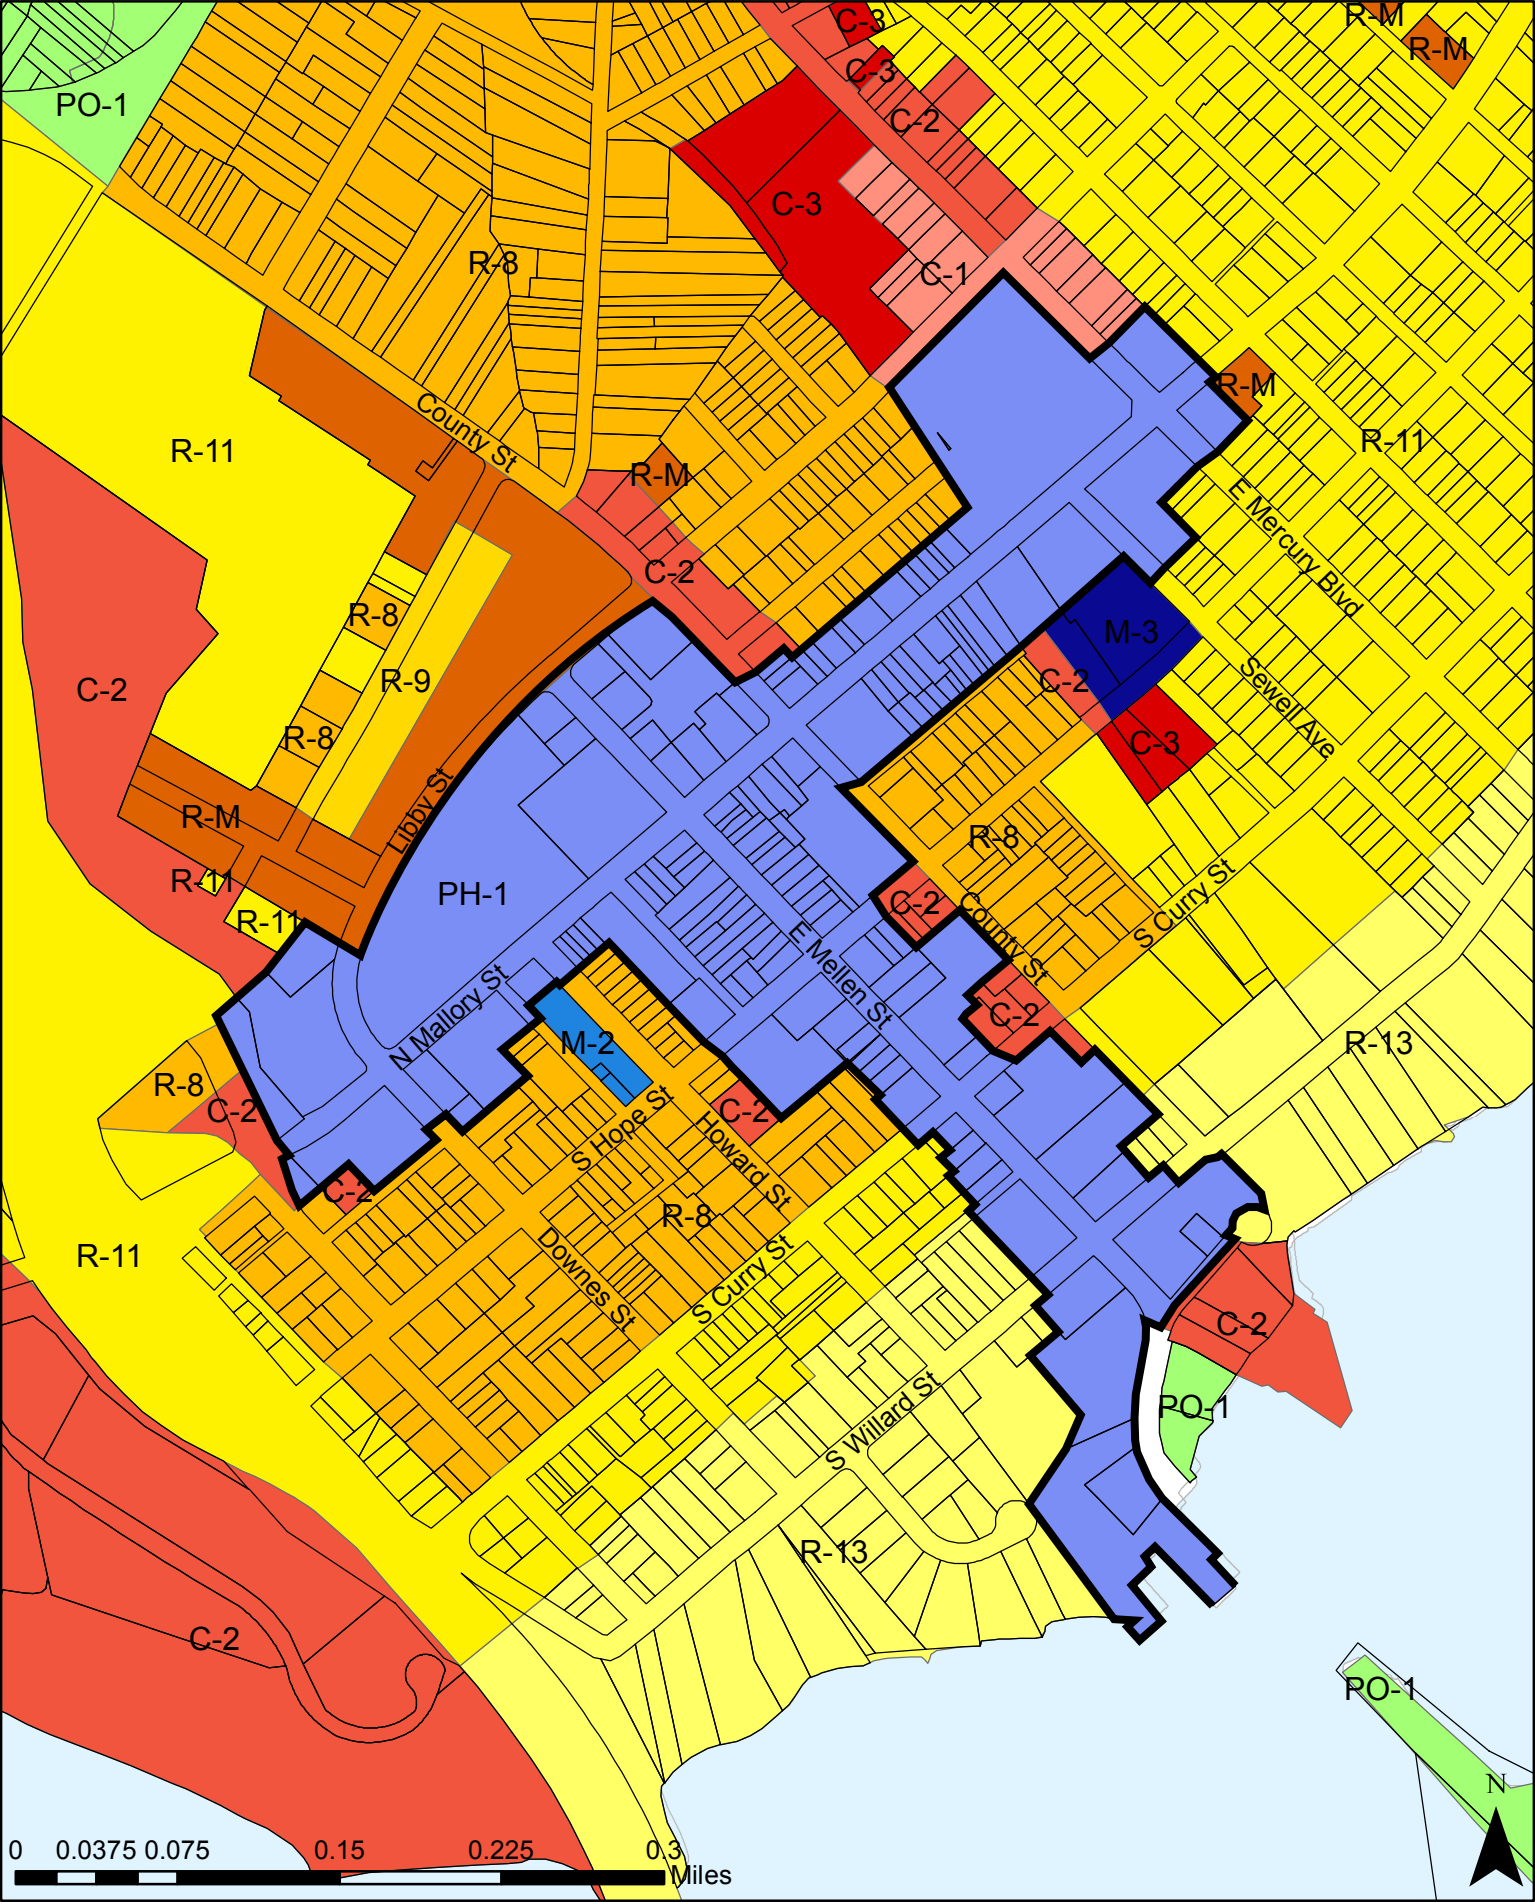 C-3
R-M
R-M
C-3
PO-1
C-2
C-3
R-8
C-1
R-M
County St
R-11
R-11
R-M
E Mercury Blvd
C-2
R-8
M-3
R-9
C-2
C-2
Sewell Ave
R-8
C-3
Libby St
R-M
R-8
R-11
PH-1
C-2
S Curry St
R-11
County St
E Mellen St
N Mallory St
C-2
M-2
R-13
R-8
C-2
C-2
S Hope St
Howard St
C-2
R-8
R-11
Downes St
S Curry St
C-2
PO-1
S Willard St
R-13
C-2
PO-1
N
0 0.0375 0.075 0.15 0.225 0.3
Miles